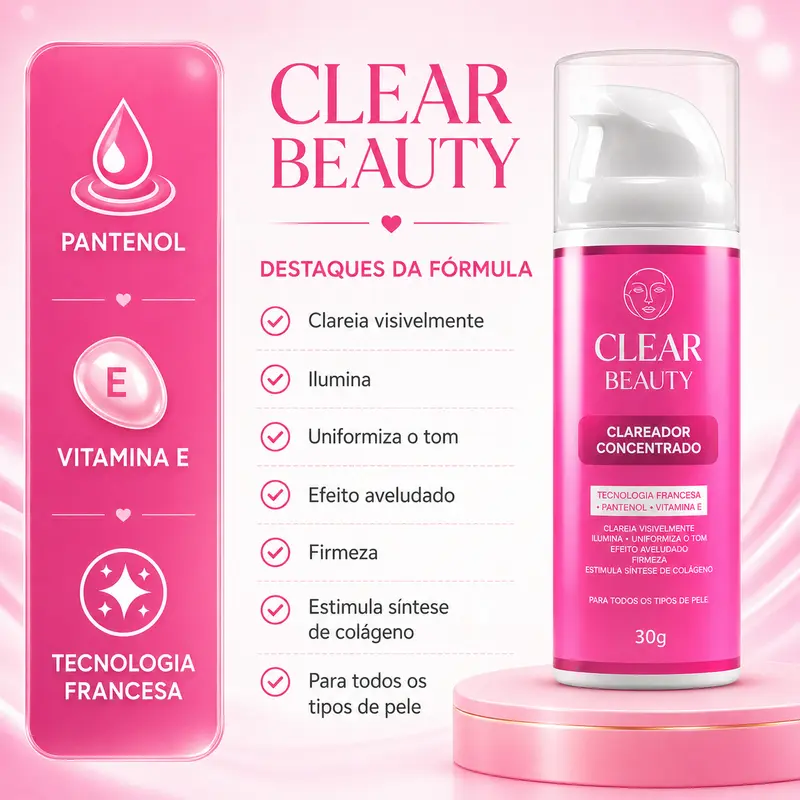 PANTENOL
E
VITAMINA E
TECNOLOGIA
FRANCESA
CLEAR
BEAUTY
DESTAQUES DA FÓRMULA
Clareia visivelmente
Ilumina
Uniformiza o tom
Efeito aveludado
Firmeza
Estimula síntese
de colágeno
Para todos os
tipos de pele
CLEAR
BEAUTY
CLAREADOR
CONCENTRADO
TECNOLOGIA FRANCESA
• PANTENOL • VITAMINA E
CLAREIA VISIVELMENTE
ILUMINA • UNIFORMIZA O TOM
EFEITO AVELUDADO
FIRMEZA
ESTIMULA SÍNTESE DE COLÁGENO
PARA TODOS OS TIPOS DE PELE
30g